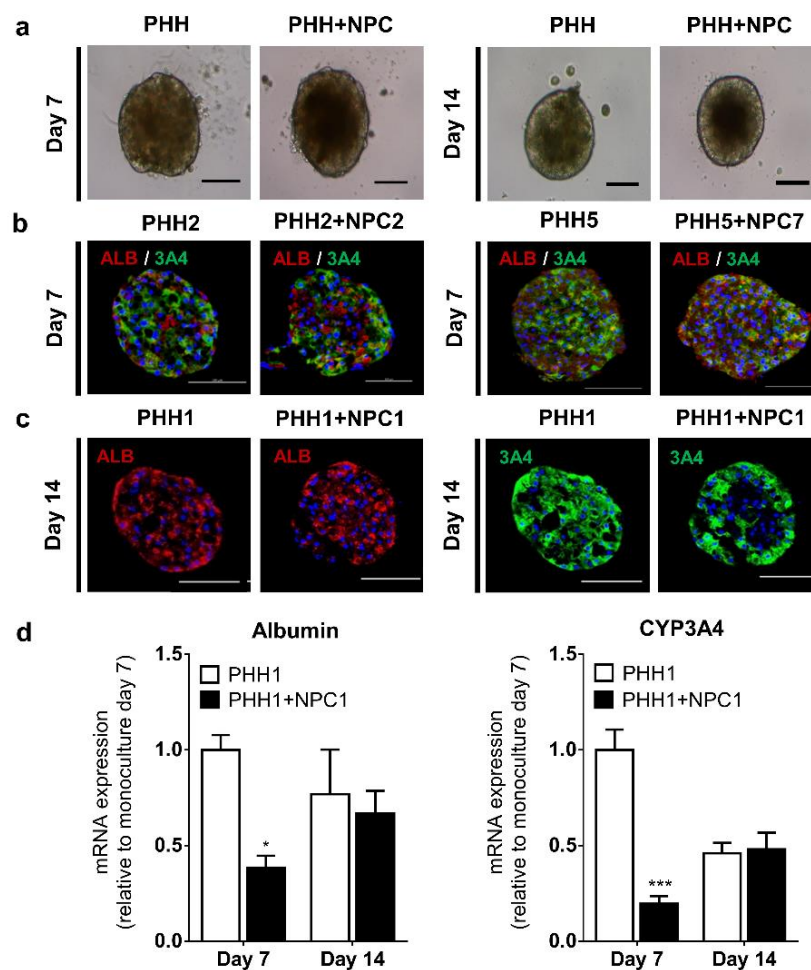 a
PHH
PHH+NPC
PHH
PHH+NPC
Day 7
Day 14
b
PHH2
PHH2+NPC2
PHH5
PHH5+NPC7
Day 7
ALB / 3A4
ALB / 3A4
Day 7
ALB / 3A4
ALB / 3A4
c
PHH1
PHH1+NPC1
PHH1
PHH1+NPC1
Day 14
ALB
ALB
Day 14
3A4
3A4
d
Albumin
mRNA expression
(relative to monoculture day 7)
1.5
1.0
0.5
0.0
PHH1
PHH1+NPC1
*
Day 7
Day 14
CYP3A4
mRNA expression
(relative to monoculture day 7)
1.5
1.0
0.5
0.0
PHH1
PHH1+NPC1
***
Day 7
Day 14